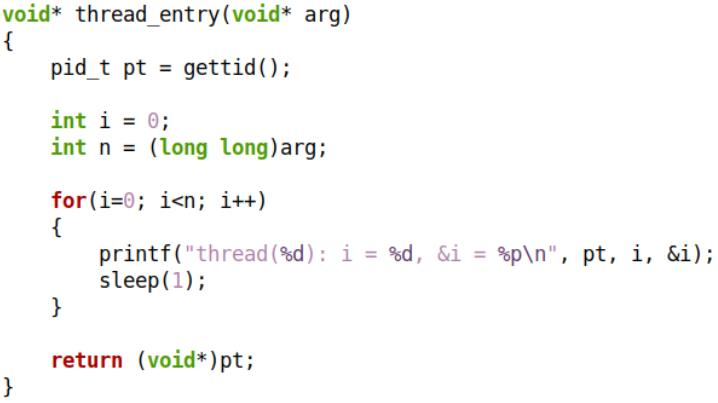 void* thread_entry(void* arg)
{
    pid_t pt = gettid();

    int i = 0;
    int n = (long long)arg;

    for(i=0; i<n; i++)
    {
        printf("thread(%d): i = %d, &i = %p\n", pt, i, &i);
        sleep(1);
    }

    return (void*)pt;
}